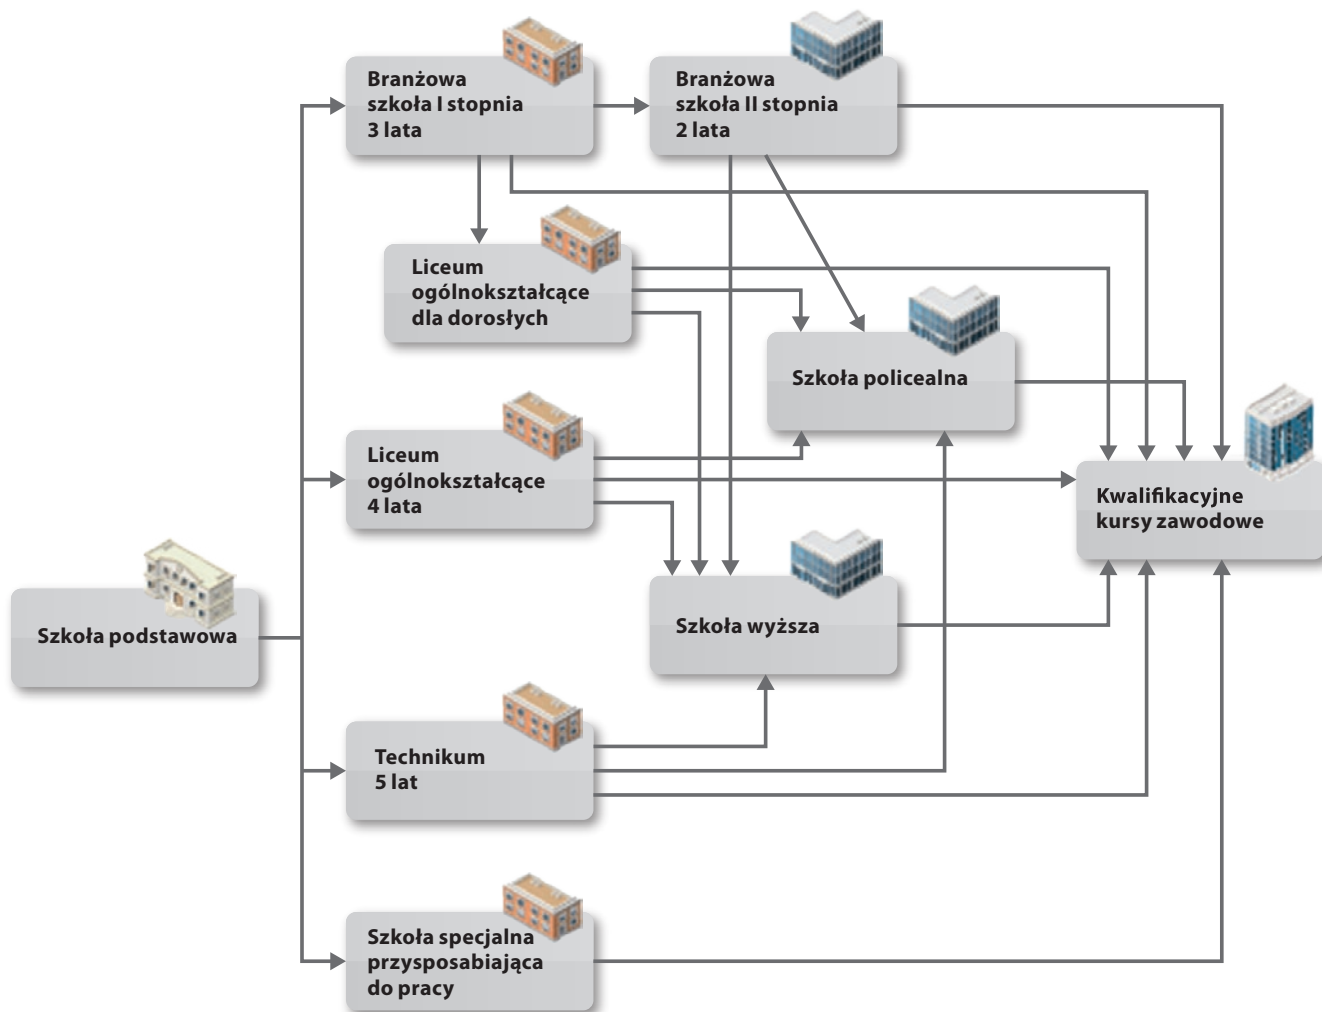 Branżowa
szkoła I stopnia
3 lata
Branżowa
szkoła II stopnia
2 lata
Liceum
ogólnokształcące
dla dorosłych
Szkoła policealna
Liceum
ogólnokształcące
4 lata
Kwalifikacyjne
kursy zawodowe
Szkoła podstawowa
Szkoła wyższa
Technikum
5 lat
Szkoła specjalna
przysposabiająca
do pracy